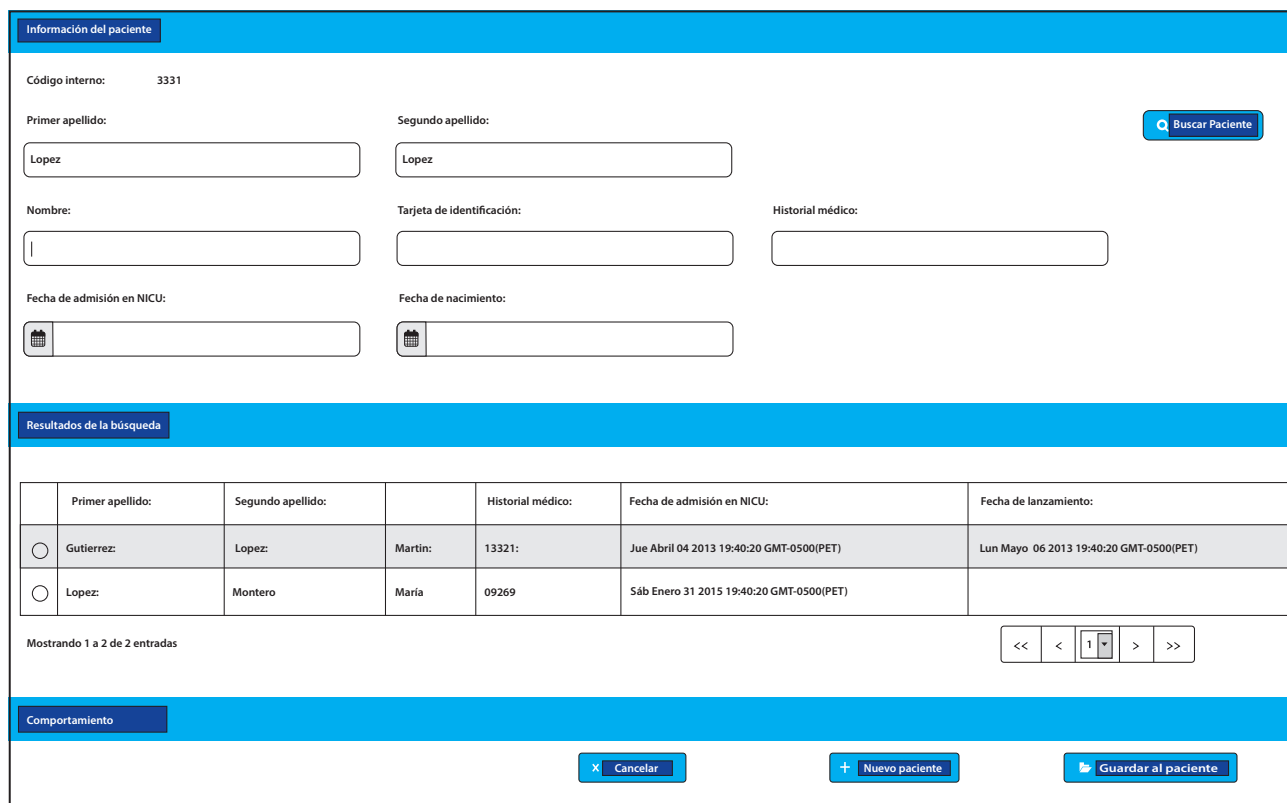 Información del paciente
Código interno: 3331
Primer apellido: Segundo apellido:
Buscar Paciente
Lopez Lopez
Nombre: Tarjeta de identificación: Historial médico:
Fecha de admisión en NICU: Fecha de nacimiento:
Resultados de la búsqueda
Primer apellido: Segundo apellido: Historial médico: Fecha de admisión en NICU: Fecha de lanzamiento:
Gutierrez: Lopez: Martin: 13321: Jue Abril 04 2013 19:40:20 GMT-0500(PET) Lun Mayo 06 2013 19:40:20 GMT-0500(PET)
Lopez: Montero María 09269 Sáb Enero 31 2015 19:40:20 GMT-0500(PET)
Mostrando 1 a 2 de 2 entradas << < 1 > >>
Comportamiento
x Cancelar + Nuevo paciente Guardar al paciente